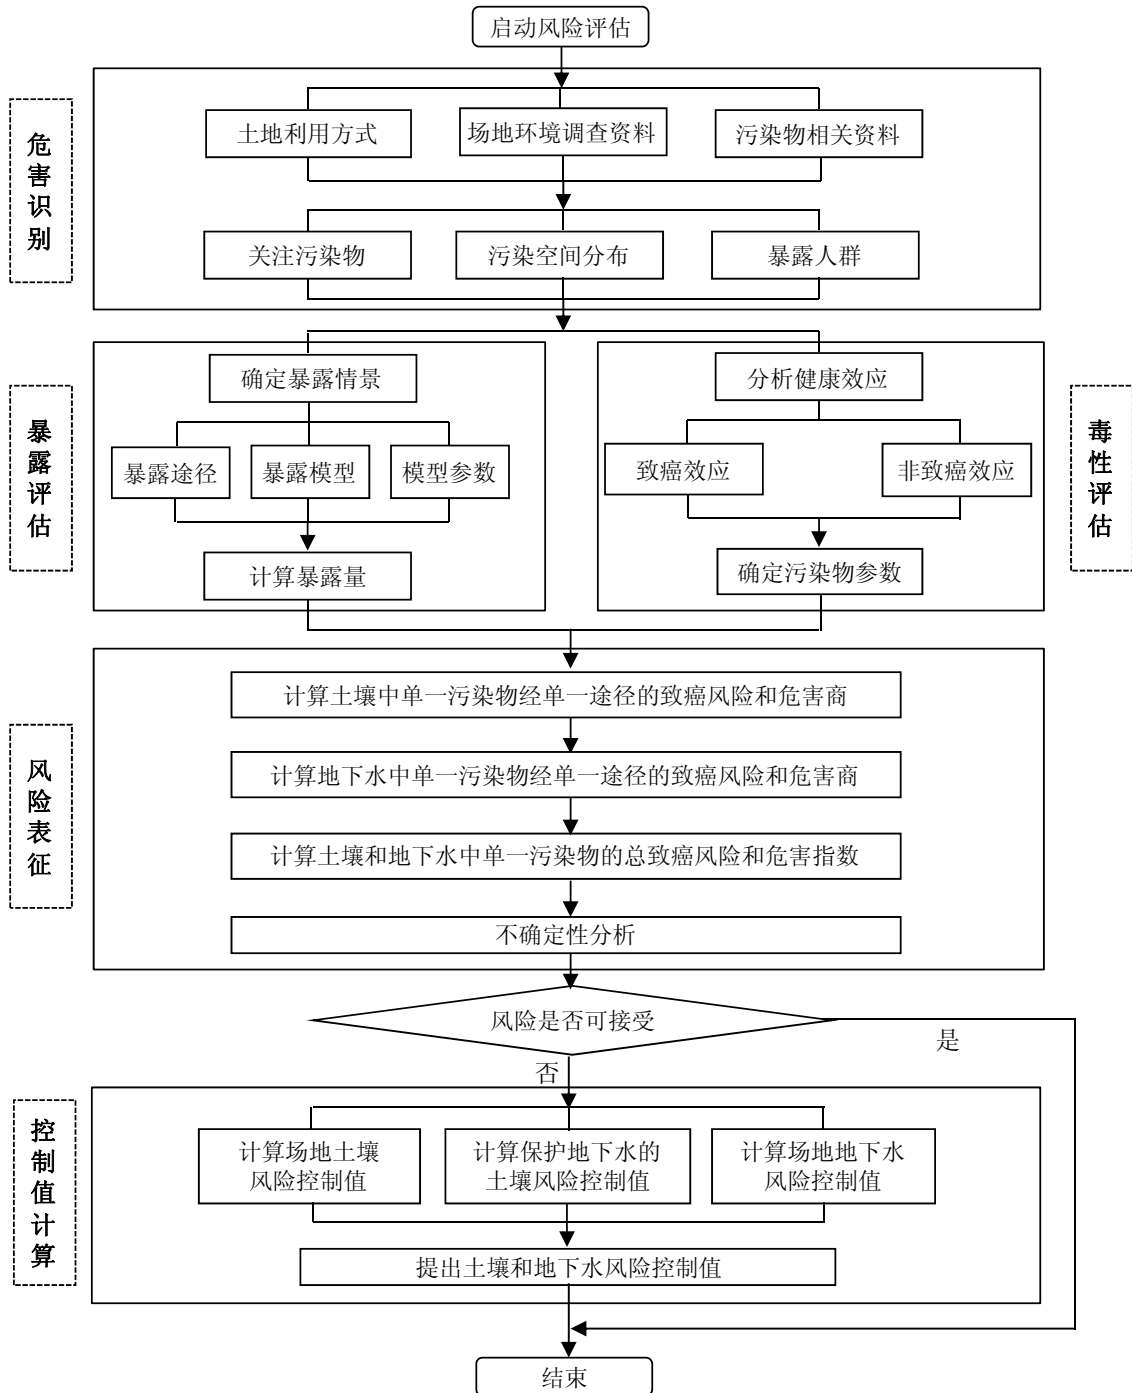 启动风险评估
危害识别
土地利用方式
场地环境调查资料
污染物相关资料
关注污染物
污染空间分布
暴露人群
暴露评估
确定暴露情景
暴露途径
暴露模型
模型参数
计算暴露量
分析健康效应
致癌效应
非致癌效应
确定污染物参数
毒性评估
风险表征
计算土壤中单一污染物经单一途径的致癌风险和危害商
计算地下水中单一污染物经单一途径的致癌风险和危害商
计算土壤和地下水中单一污染物的总致癌风险和危害指数
不确定性分析
风险是否可接受
是
否
控制值计算
计算场地土壤
风险控制值
计算保护地下水的
土壤风险控制值
计算场地地下水
风险控制值
提出土壤和地下水风险控制值
结束